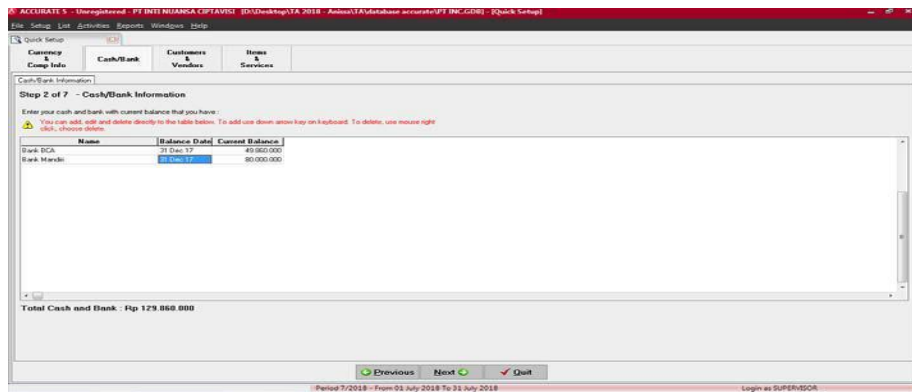 ACCURATE 5 - Unregistered - PT INTI NUANSA CIPTAVISI [D:\Desktop\TA 2018 - Anissa\TA\database accurate\PT INC.GDB] - [Quick Setup]
File Setup List Activities Reports Windows Help
Quick Setup
Currency & Comp Info
Cash/Bank
Customers & Vendors
Items & Services
Cash/Bank Information
Step 2 of 7 - Cash/Bank Information
Enter your cash and bank with current balance that you have :
You can add, edit and delete directly to the table below. To add use down arrow key on keyboard. To delete, use mouse right
click, choose delete.
Name Balance Date Current Balance
Bank BCA 31 Dec 17 49.860.000
Bank Mandiri 31 Dec 17 80.000.000
Total Cash and Bank : Rp 129.860.000
Previous Next Quit
Period 7/2018 - From 01 July 2018 To 31 July 2018 Login as SUPERVISOR